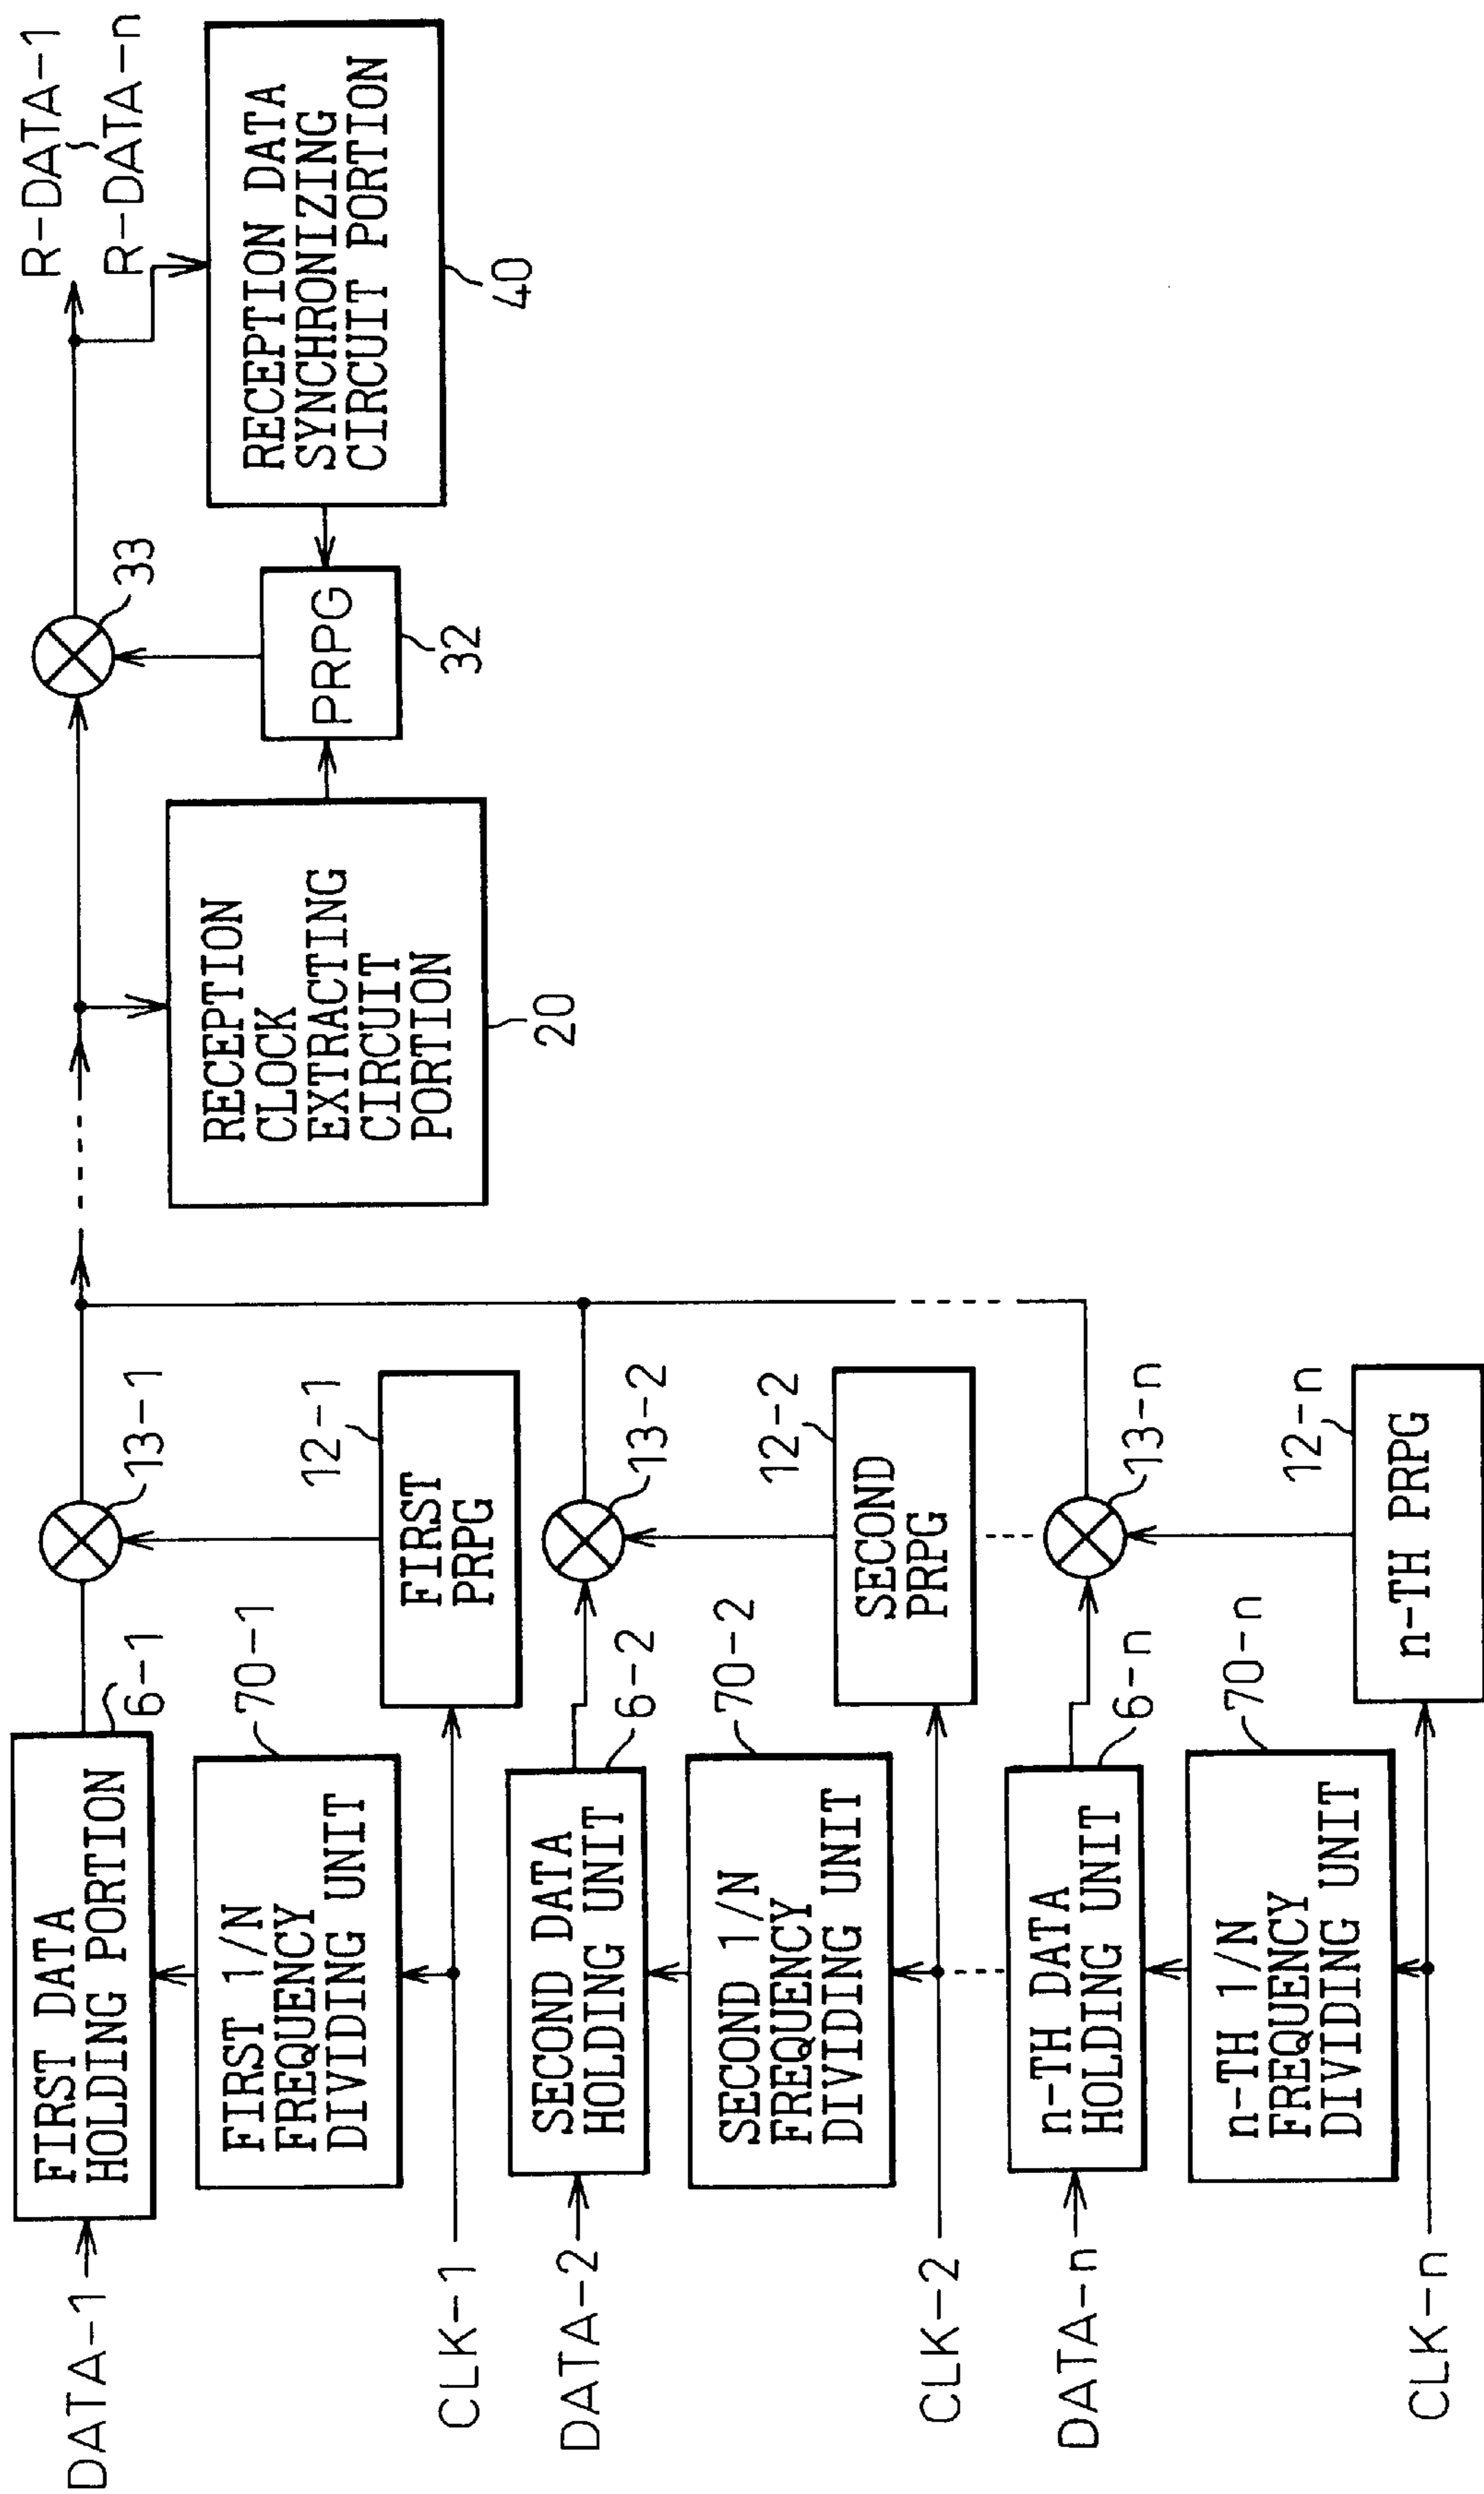 DATA-1
FIRST DATA
HOLDING PORTION
6-1
13-1
FIRST 1/N
FREQUENCY
DIVIDING UNIT
70-1
CLK-1
FIRST
PRPG
12-1
DATA-2
SECOND DATA
HOLDING UNIT
6-2
13-2
SECOND 1/N
FREQUENCY
DIVIDING UNIT
70-2
CLK-2
SECOND
PRPG
12-2
DATA-n
n-TH DATA
HOLDING UNIT
6-n
13-n
n-TH 1/N
FREQUENCY
DIVIDING UNIT
70-n
CLK-n
n-TH PRPG
12-n
RECEPTION
CLOCK
EXTRACTING
CIRCUIT
PORTION
20
33
PRPG
32
R-DATA-1
~
R-DATA-n
RECEPTION DATA
SYNCHRONIZING
CIRCUIT PORTION
40